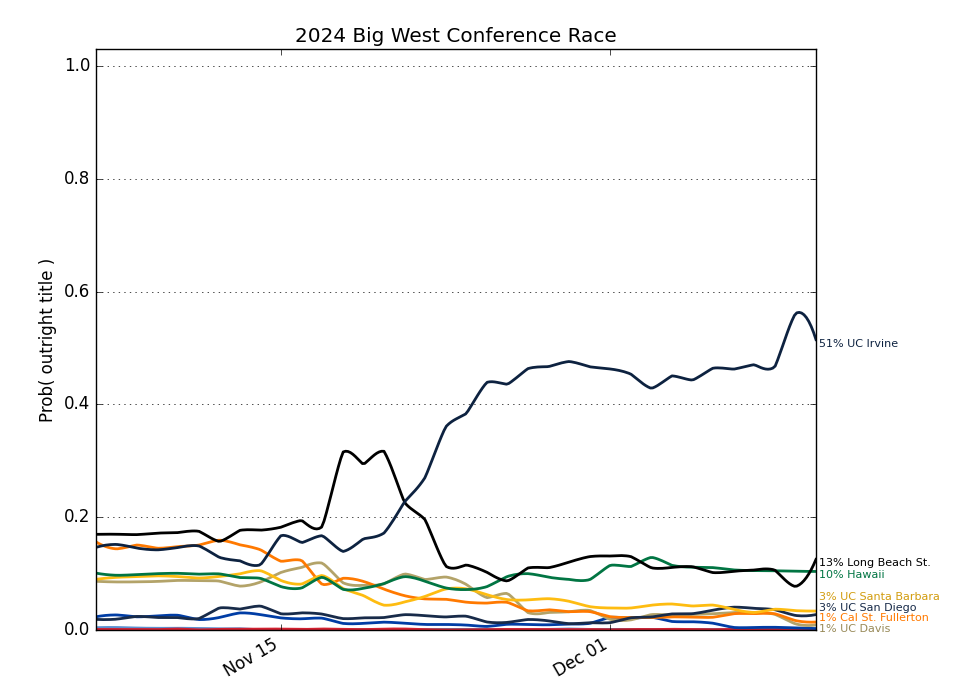 2024 Big West Conference Race
Prob( outright title )
1.0
0.8
0.6
0.4
0.2
0.0
Nov 15
Dec 01
51% UC Irvine
13% Long Beach St.
10% Hawaii
3% UC Santa Barbara
3% UC San Diego
1% Cal St. Fullerton
1% UC Davis